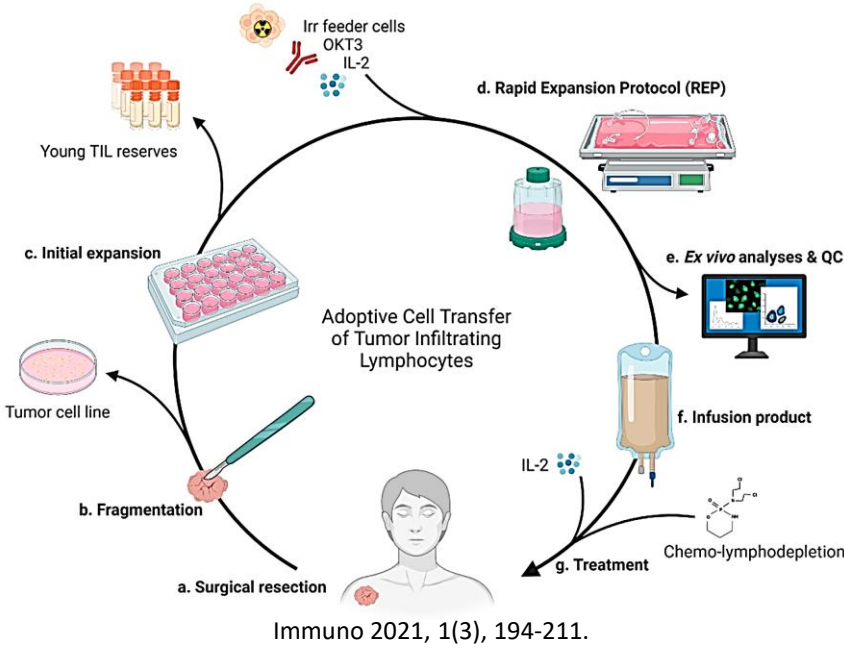 Irr feeder cells
OKT3
IL-2
d. Rapid Expansion Protocol (REP)
Young TIL reserves
c. Initial expansion
e. Ex vivo analyses & QC
Adoptive Cell Transfer
of Tumor Infiltrating
Lymphocytes
Tumor cell line
f. Infusion product
IL-2
b. Fragmentation
Chemo-lymphodepletion
g. Treatment
a. Surgical resection
Immuno 2021, 1(3), 194-211.